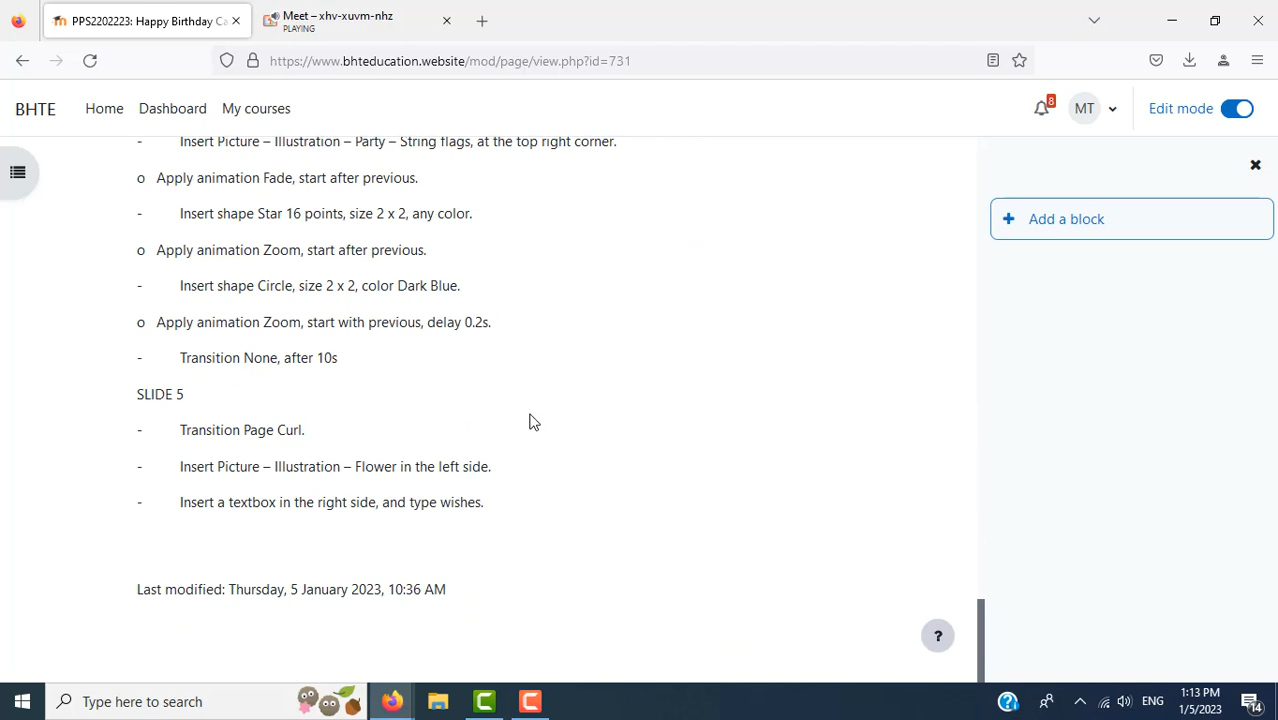 PPS2202223: Happy Birthday Ca
Meet – xhv-xuvm-nhz
PLAYING
https://www.bhteducation.website/mod/page/view.php?id=731
BHTE
Home
Dashboard
My courses
8
MT
Edit mode
- Insert Picture – Illustration – Party – String flags, at the top right corner.
o Apply animation Fade, start after previous.
- Insert shape Star 16 points, size 2 x 2, any color.
o Apply animation Zoom, start after previous.
- Insert shape Circle, size 2 x 2, color Dark Blue.
o Apply animation Zoom, start with previous, delay 0.2s.
- Transition None, after 10s
SLIDE 5
- Transition Page Curl.
- Insert Picture – Illustration – Flower in the left side.
- Insert a textbox in the right side, and type wishes.
Last modified: Thursday, 5 January 2023, 10:36 AM
Add a block
?
Type here to search
ENG
1:13 PM
1/5/2023
14